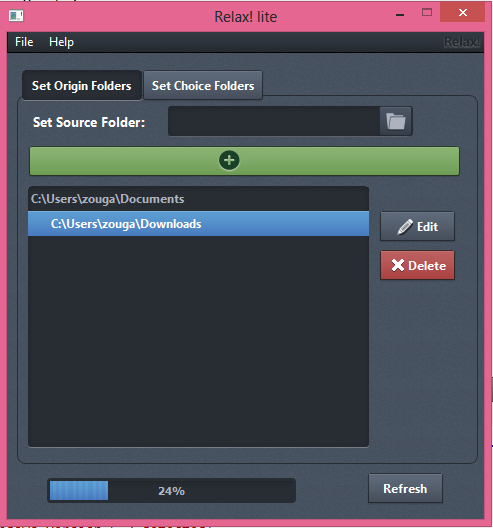 Relax! lite
File Help Relax!
Set Origin Folders Set Choice Folders
Set Source Folder:
C:\Users\zouga\Documents
C:\Users\zouga\Downloads
Edit
Delete
24%
Refresh